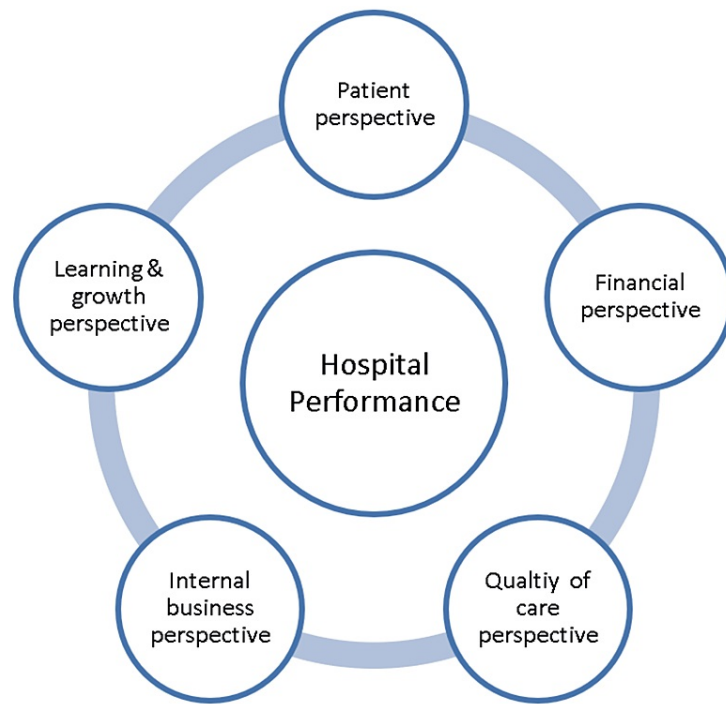 Patient
perspective
Financial
perspective
Qualtiy of
care
perspective
Internal
business
perspective
Learning &
growth
perspective
Hospital
Performance